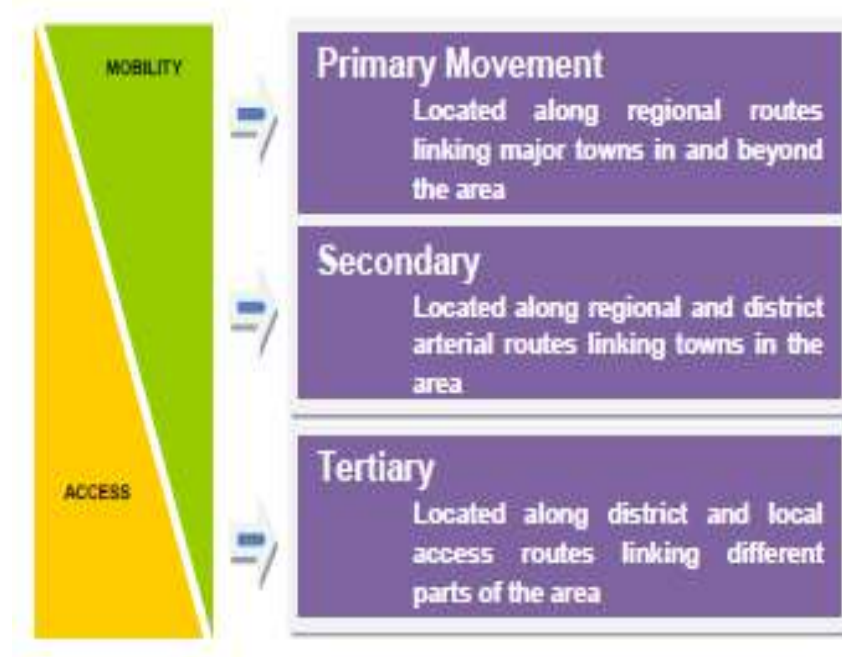 MOBILITY
Primary Movement
Located along regional routes
linking major towns in and beyond
the area
Secondary
Located along regional and district
arterial routes linking towns in the
area
ACCESS
Tertiary
Located along district and local
access routes linking different
parts of the area